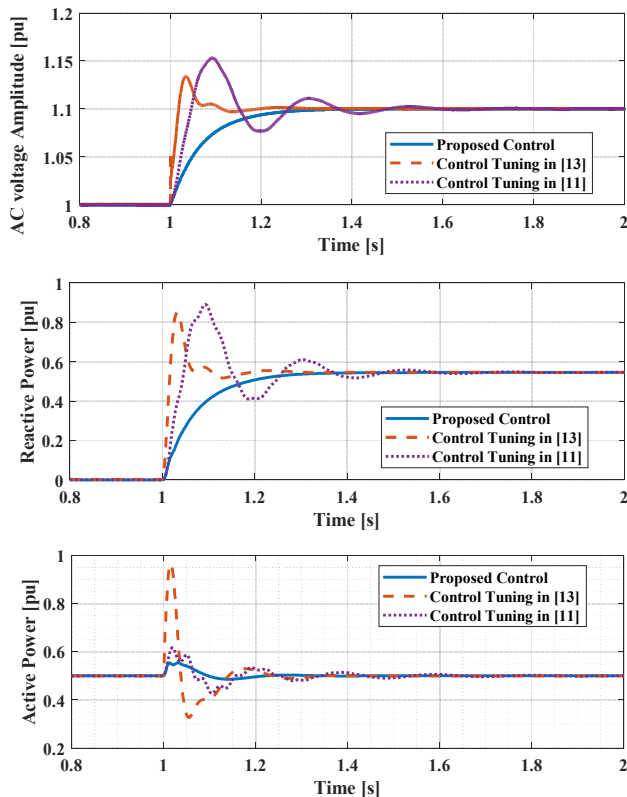 AC voltage Amplitude [pu]
1.2
1.15
1.1
1.05
1
0.8
1
1.2
1.4
1.6
1.8
2
Time [s]
Proposed Control
Control Tuning in [13]
Control Tuning in [11]
Reactive Power [pu]
1
0.8
0.6
0.4
0.2
0
0.8
1
1.2
1.4
1.6
1.8
2
Time [s]
Proposed Control
Control Tuning in [13]
Control Tuning in [11]
Active Power [pu]
1
0.8
0.6
0.4
0.2
0.8
1
1.2
1.4
1.6
1.8
2
Time [s]
Proposed Control
Control Tuning in [13]
Control Tuning in [11]